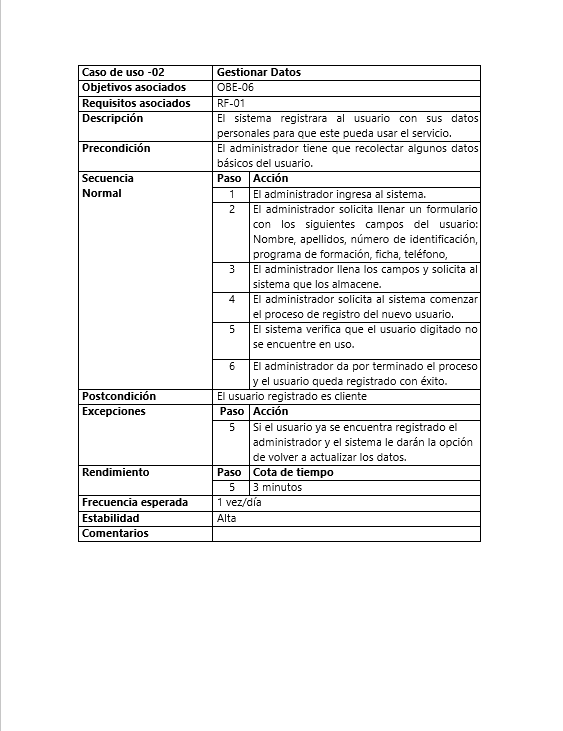 Caso de uso -02 Gestionar Datos
Objetivos asociados OBE-06
Requisitos asociados RF-01
Descripción El sistema registrara al usuario con sus datos
personales para que este pueda usar el servicio.
Precondición El administrador tiene que recolectar algunos datos
básicos del usuario.
Secuencia Paso Acción
Normal 1 El administrador ingresa al sistema.
2 El administrador solicita llenar un formulario
con los siguientes campos del usuario:
Nombre, apellidos, número de identificación,
programa de formación, ficha, teléfono,
3 El administrador llena los campos y solicita al
sistema que los almacene.
4 El administrador solicita al sistema comenzar
el proceso de registro del nuevo usuario.
5 El sistema verifica que el usuario digitado no
se encuentre en uso.
6 El administrador da por terminado el proceso
y el usuario queda registrado con éxito.
Postcondición El usuario registrado es cliente
Excepciones Paso Acción
5 Si el usuario ya se encuentra registrado el
administrador y el sistema le darán la opción
de volver a actualizar los datos.
Rendimiento Paso Cota de tiempo
5 3 minutos
Frecuencia esperada 1 vez/día
Estabilidad Alta
Comentarios